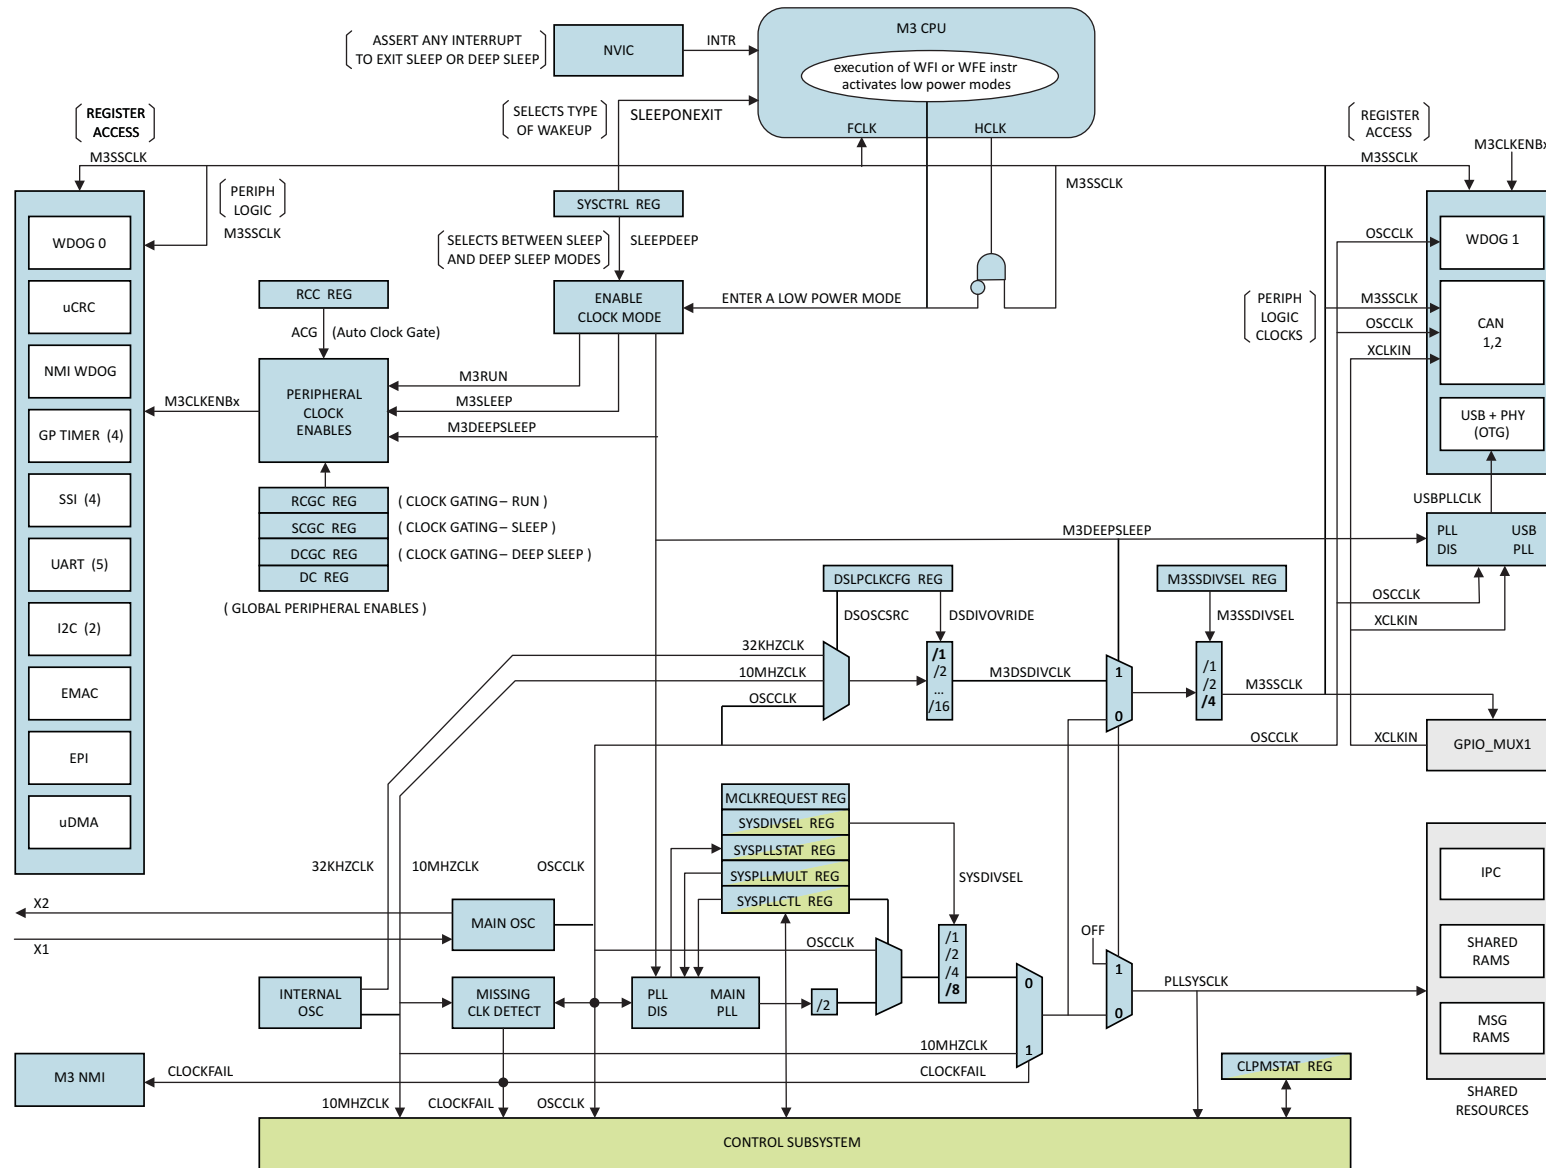 M3 CPU
ASSERT ANY INTERRUPT
TO EXIT SLEEP OR DEEP SLEEP
NVIC
INTR
execution of WFI or WFE instr
activates low power modes
SELECTS TYPE
OF WAKEUP
SLEEPONEXIT
FCLK
HCLK
REGISTER
ACCESS
M3SSCLK
REGISTER
ACCESS
M3SSCLK
M3CLKENBx
PERIPH
LOGIC
M3SSCLK
SYSCTRL REG
M3SSCLK
SELECTS BETWEEN SLEEP
AND DEEP SLEEP MODES
SLEEPDEEP
WDOG 0
uCRC
NMI WDOG
GP TIMER (4)
SSI (4)
UART (5)
I2C (2)
EMAC
EPI
uDMA
RCC REG
ACG (Auto Clock Gate)
ENABLE
CLOCK MODE
ENTER A LOW POWER MODE
PERIPH
LOGIC
CLOCKS
OSCCLK
WDOG 1
M3SSCLK
OSCCLK
XCLKIN
CAN
1,2
USB + PHY
(OTG)
M3CLKENBx
PERIPHERAL
CLOCK
ENABLES
M3RUN
M3SLEEP
M3DEEPSLEEP
RCGC REG
( CLOCK GATING – RUN )
SCGC REG
( CLOCK GATING – SLEEP )
DCGC REG
( CLOCK GATING – DEEP SLEEP )
DC REG
( GLOBAL PERIPHERAL ENABLES )
USBPLLCLK
M3DEEPSLEEP
PLL
DIS
USB
PLL
DSLPCLKCFG REG
M3SSDIVSEL REG
DSOSCSRC
DSDIVOVRIDE
M3SSDIVSEL
OSCCLK
XCLKIN
32KHZCLK
10MHZCLK
OSCCLK
/1
/2
...
/16
M3DSDIVCLK
1
0
/1
/2
/4
M3SSCLK
OSCCLK
XCLKIN
GPIO_MUX1
MCLKREQUEST REG
SYSDIVSEL REG
SYSPLLSTAT REG
SYSPLLMULT REG
SYSPLLCTL REG
32KHZCLK
10MHZCLK
OSCCLK
SYSDIVSEL
X2
X1
MAIN OSC
OSCCLK
/1
/2
/4
/8
OFF
1
0
PLLSYSCLK
INTERNAL
OSC
MISSING
CLK DETECT
PLL
DIS
MAIN
PLL
/2
0
1
10MHZCLK
CLOCKFAIL
M3 NMI
CLOCKFAIL
CLPMSTAT REG
IPC
SHARED
RAMS
MSG
RAMS
SHARED
RESOURCES
10MHZCLK
CLOCKFAIL
OSCCLK
CONTROL SUBSYSTEM